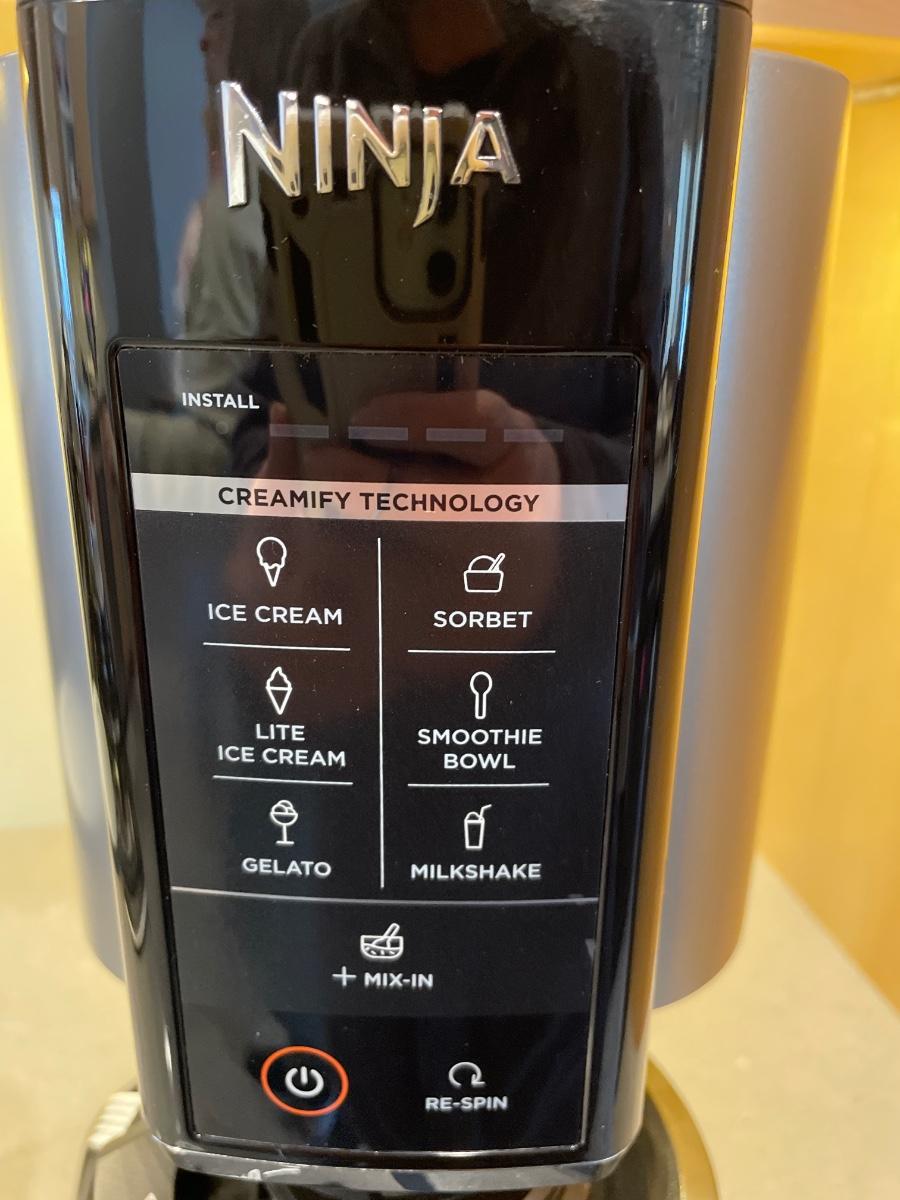 NINJA
INSTALL
CREAMIFY TECHNOLOGY
ICE CREAM
SORBET
LITE
ICE CREAM
SMOOTHIE
BOWL
GELATO
MILKSHAKE
+ MIX-IN
RE-SPIN